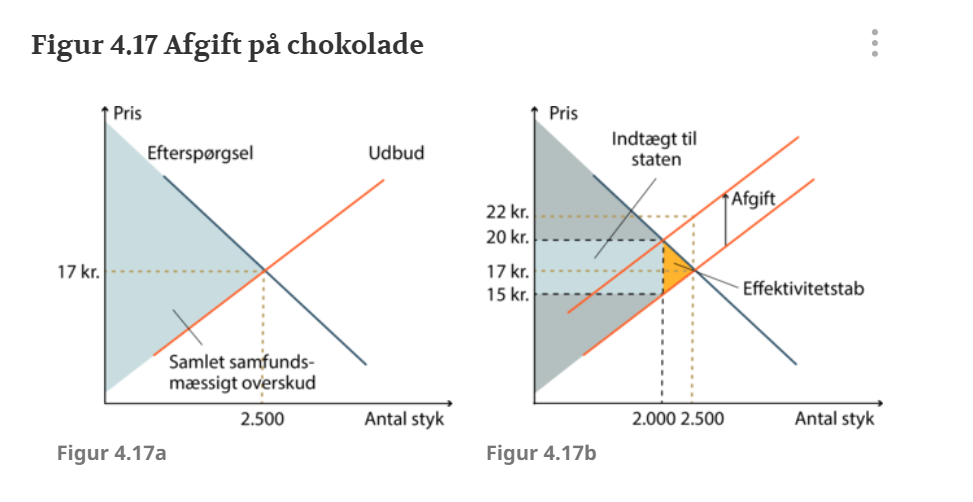 Figur 4.17 Afgift på chokolade
Pris
Efterspørgsel
Udbud
17 kr.
Samlet samfunds-
mæssigt overskud
2.500
Antal styk
Figur 4.17a
Pris
Indtægt til
staten
Afgift
22 kr.
20 kr.
17 kr.
15 kr.
Effektivitetstab
2.000 2.500
Antal styk
Figur 4.17b